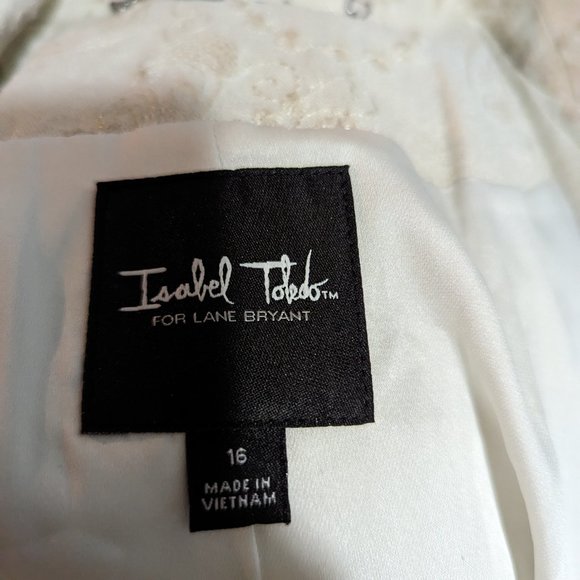 Isabel Toledo™
FOR LANE BRYANT
16
MADE IN
VIETNAM